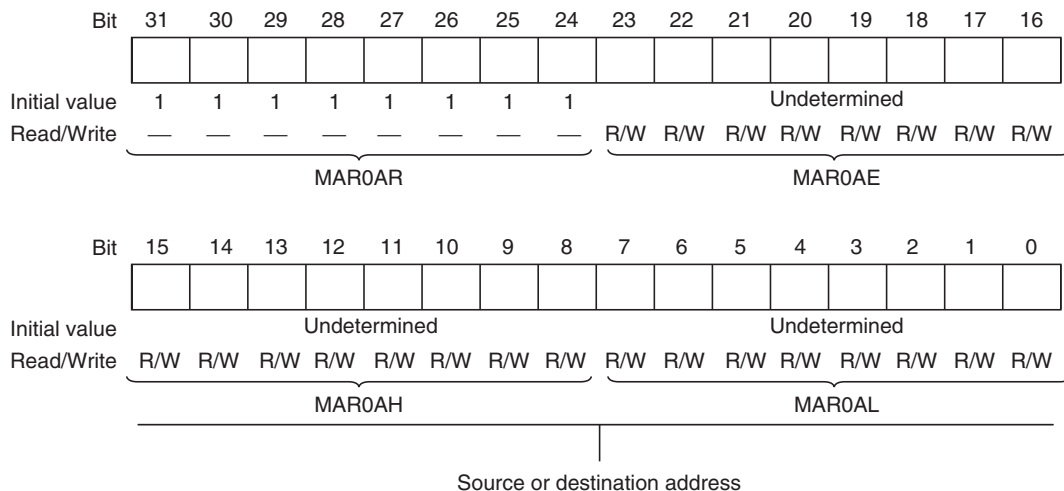 Bit 31 30 29 28 27 26 25 24 23 22 21 20 19 18 17 16
Initial value 1 1 1 1 1 1 1 1 Undetermined
Read/Write — — — — — — — — R/W R/W R/W R/W R/W R/W R/W R/W
MAR0AR MAR0AE
Bit 15 14 13 12 11 10 9 8 7 6 5 4 3 2 1 0
Initial value Undetermined Undetermined
Read/Write R/W R/W R/W R/W R/W R/W R/W R/W R/W R/W R/W R/W R/W R/W R/W R/W
MAR0AH MAR0AL
Source or destination address